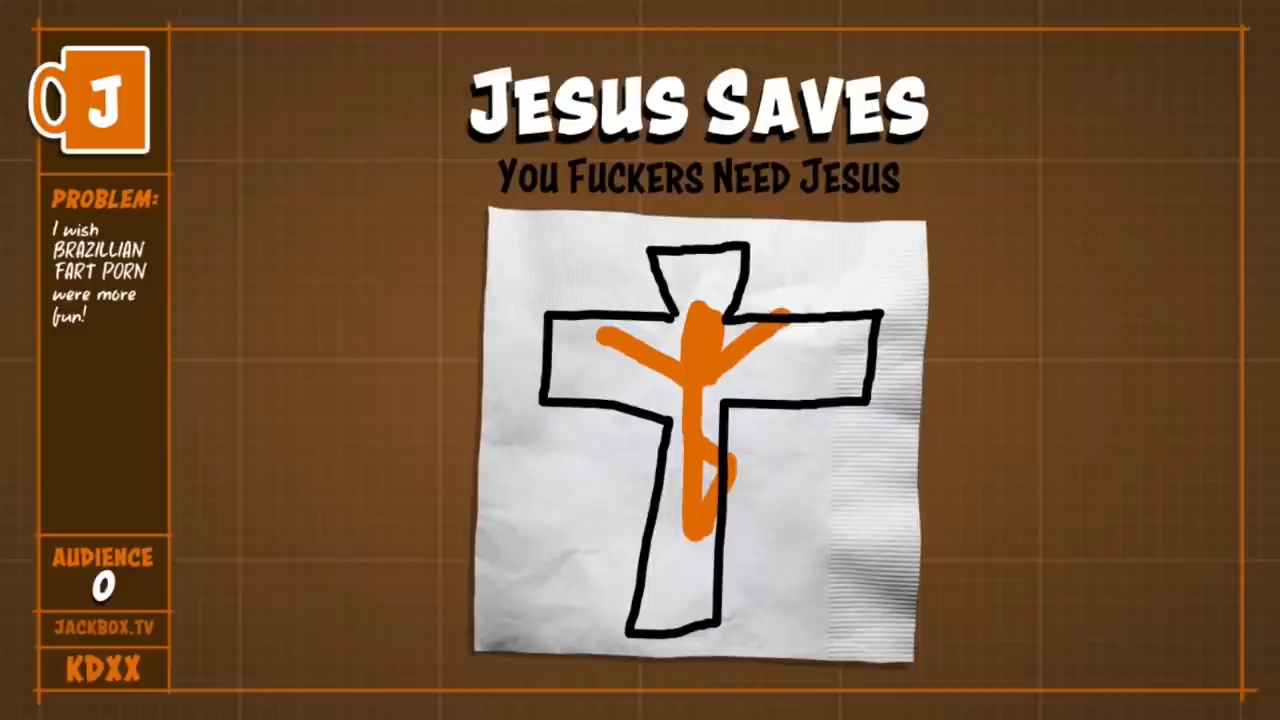 J
JESUS SAVES
YOU FUCKERS NEED JESUS
PROBLEM:
I wish
BRAZILLIAN
FART PORN
were more
fun!
AUDIENCE
0
JACKBOX.TV
KDXX